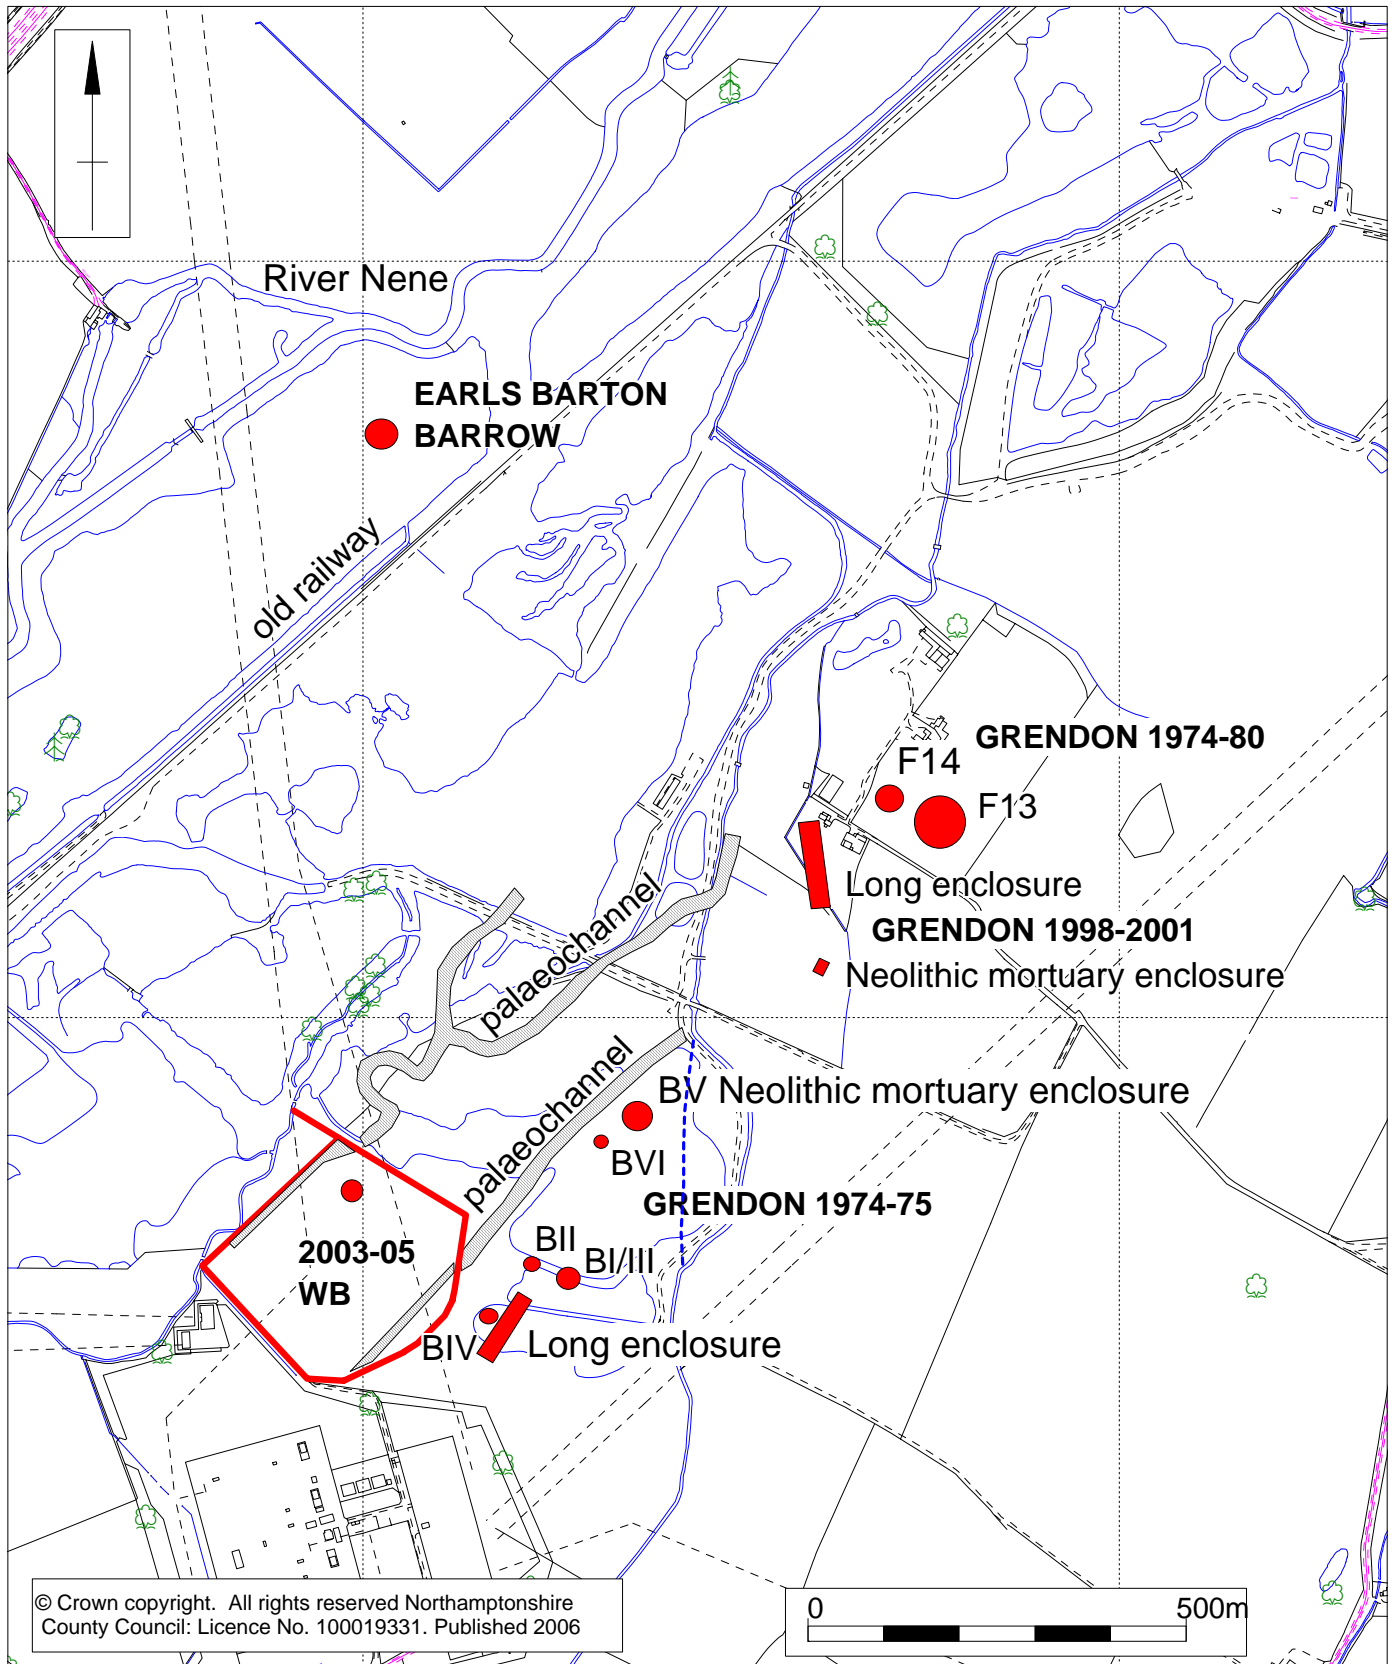 River Nene
EARLS BARTON
BARROW
old railway
GRENDON 1974-80
F14
F13
Long enclosure
GRENDON 1998-2001
Neolithic mortuary enclosure
palaeochannel
palaeochannel
BV Neolithic mortuary enclosure
BVI
GRENDON 1974-75
2003-05
WB
BII
BI/III
BIV
Long enclosure
© Crown copyright. All rights reserved Northamptonshire
County Council: Licence No. 100019331. Published 2006
0 500m